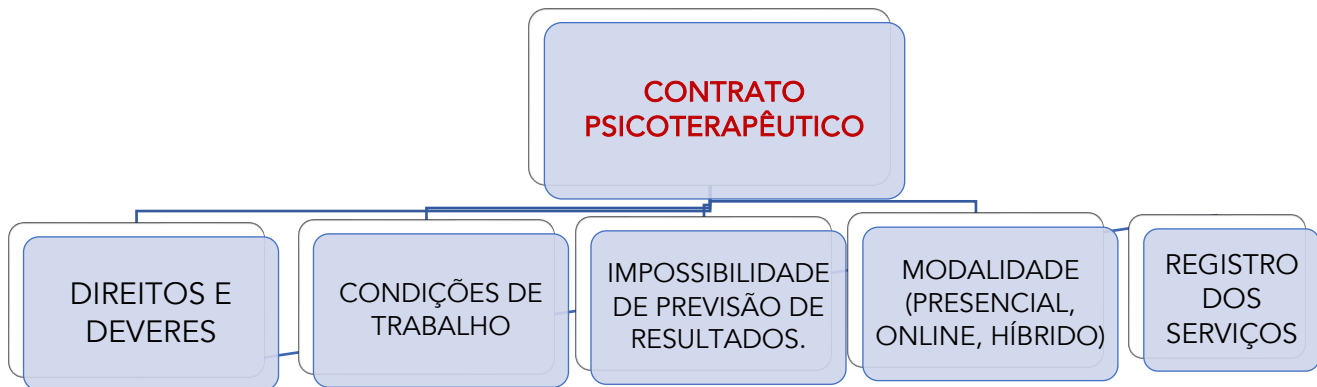 CONTRATO
PSICOTERAPÊUTICO
DIREITOS E
DEVERES
CONDIÇÕES DE
TRABALHO
IMPOSSIBILIDADE
DE PREVISÃO DE
RESULTADOS.
MODALIDADE
(PRESENCIAL,
ONLINE, HÍBRIDO)
REGISTRO
DOS
SERVIÇOS